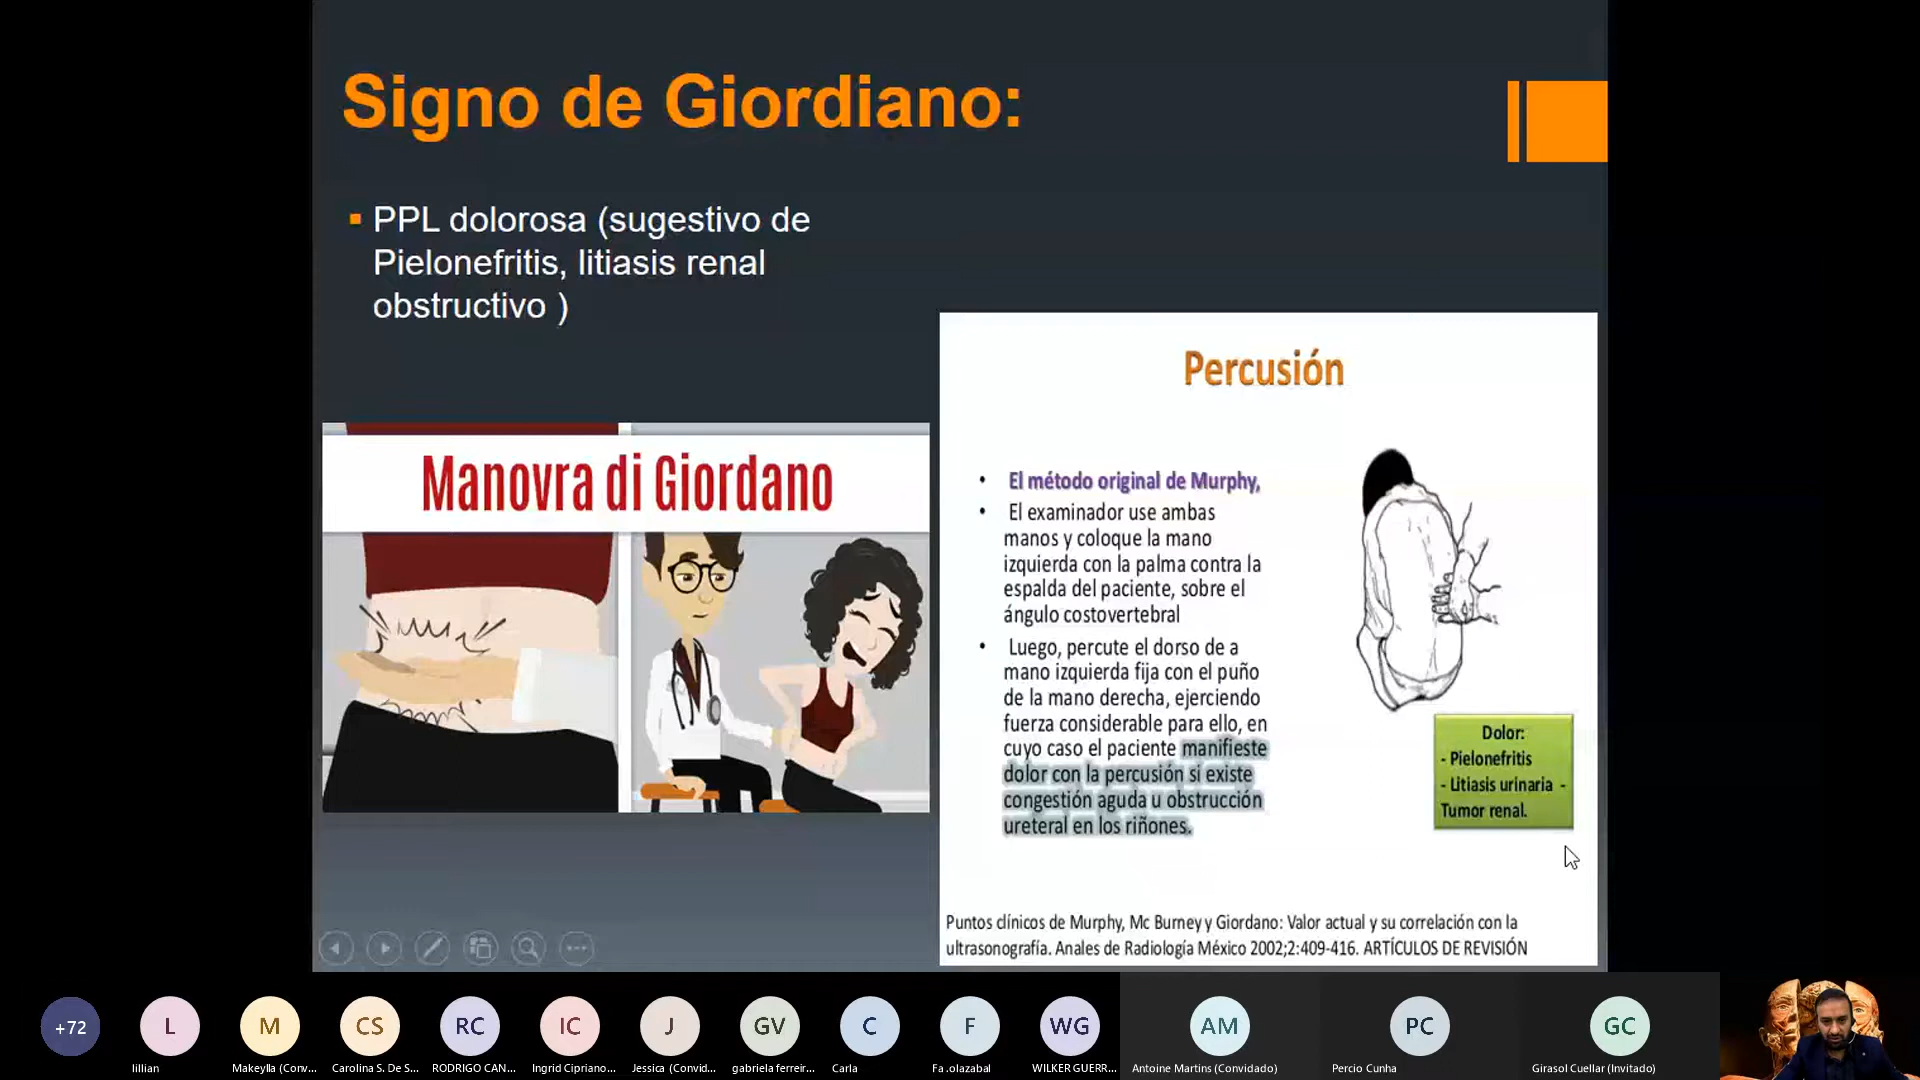 Signo de Giordiano:
PPL dolorosa (sugestivo de
Pielonefritis, litiasis renal
obstructivo )
Manovra di Giordano
Percusión
• El método original de Murphy,
• El examinador use ambas
manos y coloque la mano
izquierda con la palma contra la
espalda del paciente, sobre el
ángulo costovertebral
• Luego, percute el dorso de a
mano izquierda fija con el puño
de la mano derecha, ejerciendo
fuerza considerable para ello, en
cuyo caso el paciente manifieste
dolor con la percusión si existe
congestión aguda u obstrucción
ureteral en los riñones.
Dolor:
- Pielonefritis
- Litiasis urinaria -
Tumor renal.
Puntos clínicos de Murphy, Mc Burney y Giordano: Valor actual y su correlación con la
ultrasonografía. Anales de Radiología México 2002;2:409-416. ARTÍCULOS DE REVISIÓN
+72
L
M
CS
RC
IC
J
GV
C
F
WG
AM
PC
GC
lillian
Makeylla (Conv...
Carolina S. De S...
RODRIGO CAN...
Ingrid Cipriano...
Jessica (Convid...
gabriela ferreir...
Carla
Fa .olazabal
WILKER GUERR...
Antoine Martins (Convidado)
Percio Cunha
Girasol Cuellar (Invitado)